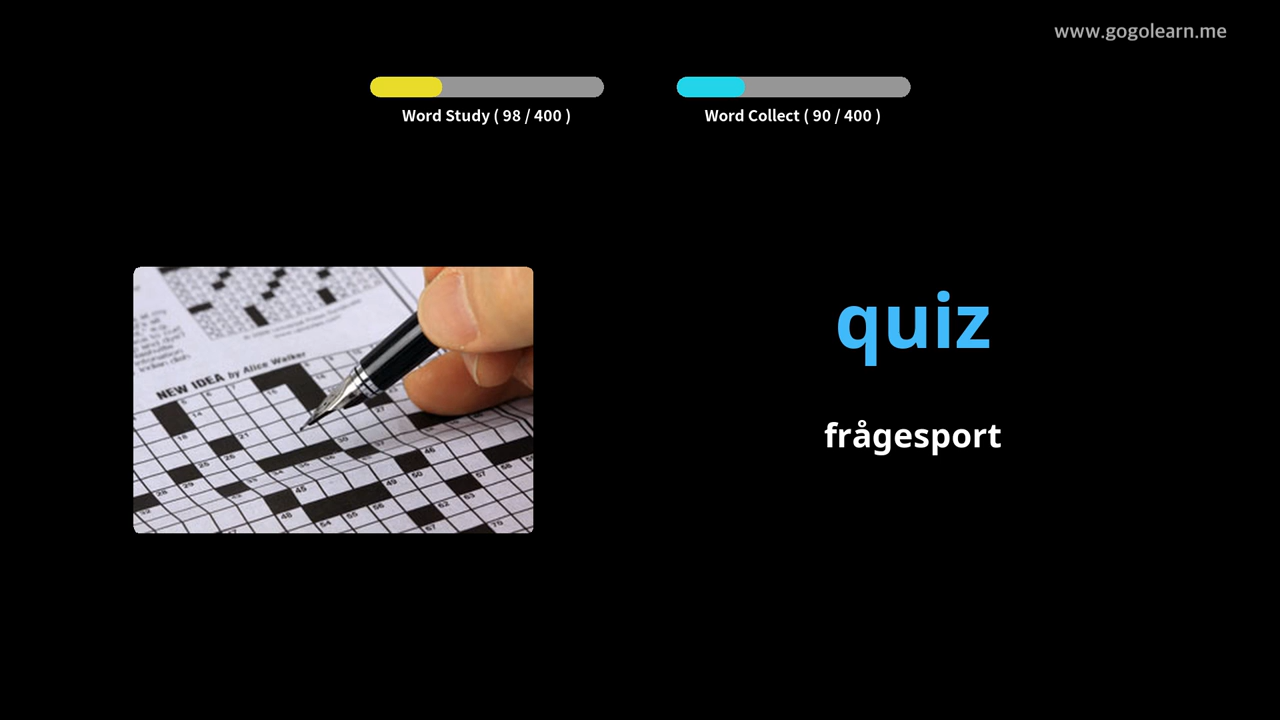 www.gogolearn.me
Word Study ( 98 / 400 )
Word Collect ( 90 / 400 )
NEW IDEA by Alice Walker
quiz
frågesport